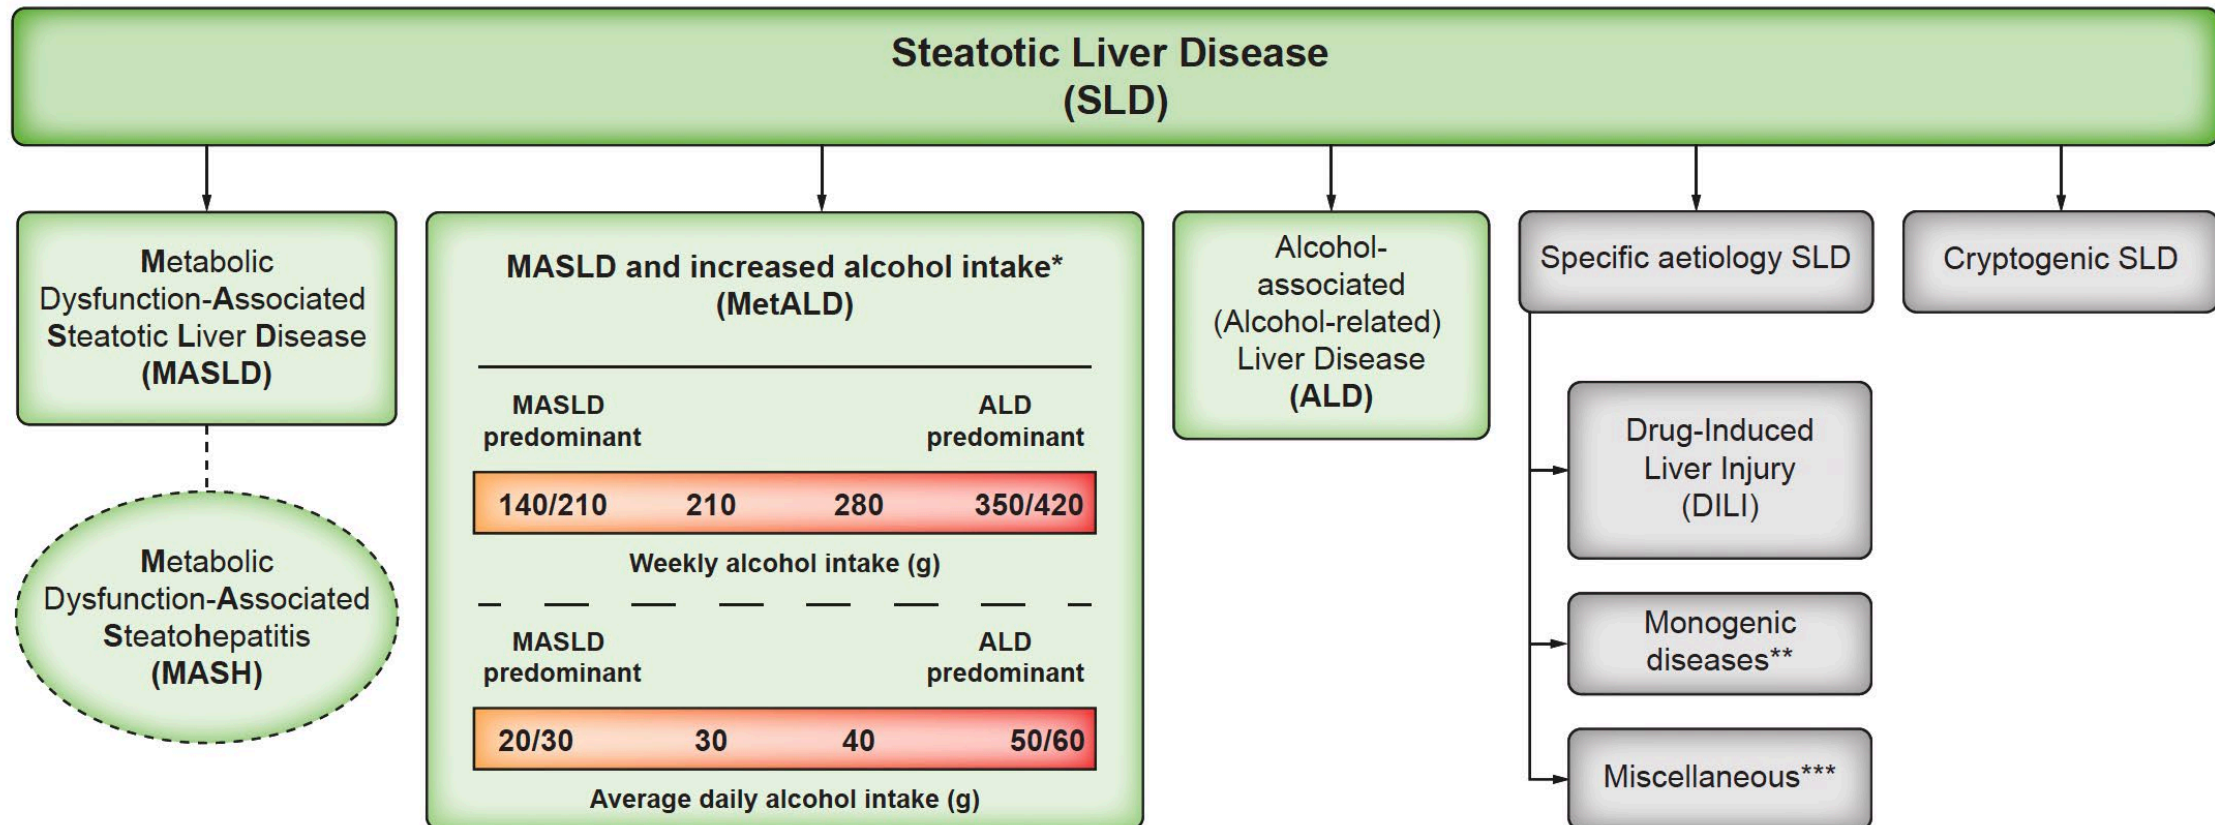 Steatotic Liver Disease
(SLD)
Metabolic
Dysfunction-Associated
Steatotic Liver Disease
(MASLD)
Metabolic
Dysfunction-Associated
Steatohepatitis
(MASH)
MASLD and increased alcohol intake*
(MetALD)
MASLD predominant
ALD predominant
140/210 210 280 350/420
Weekly alcohol intake (g)
MASLD predominant
ALD predominant
20/30 30 40 50/60
Average daily alcohol intake (g)
Alcohol-
associated
(Alcohol-related)
Liver Disease
(ALD)
Specific aetiology SLD
Drug-Induced
Liver Injury
(DILI)
Monogenic
diseases**
Miscellaneous***
Cryptogenic SLD